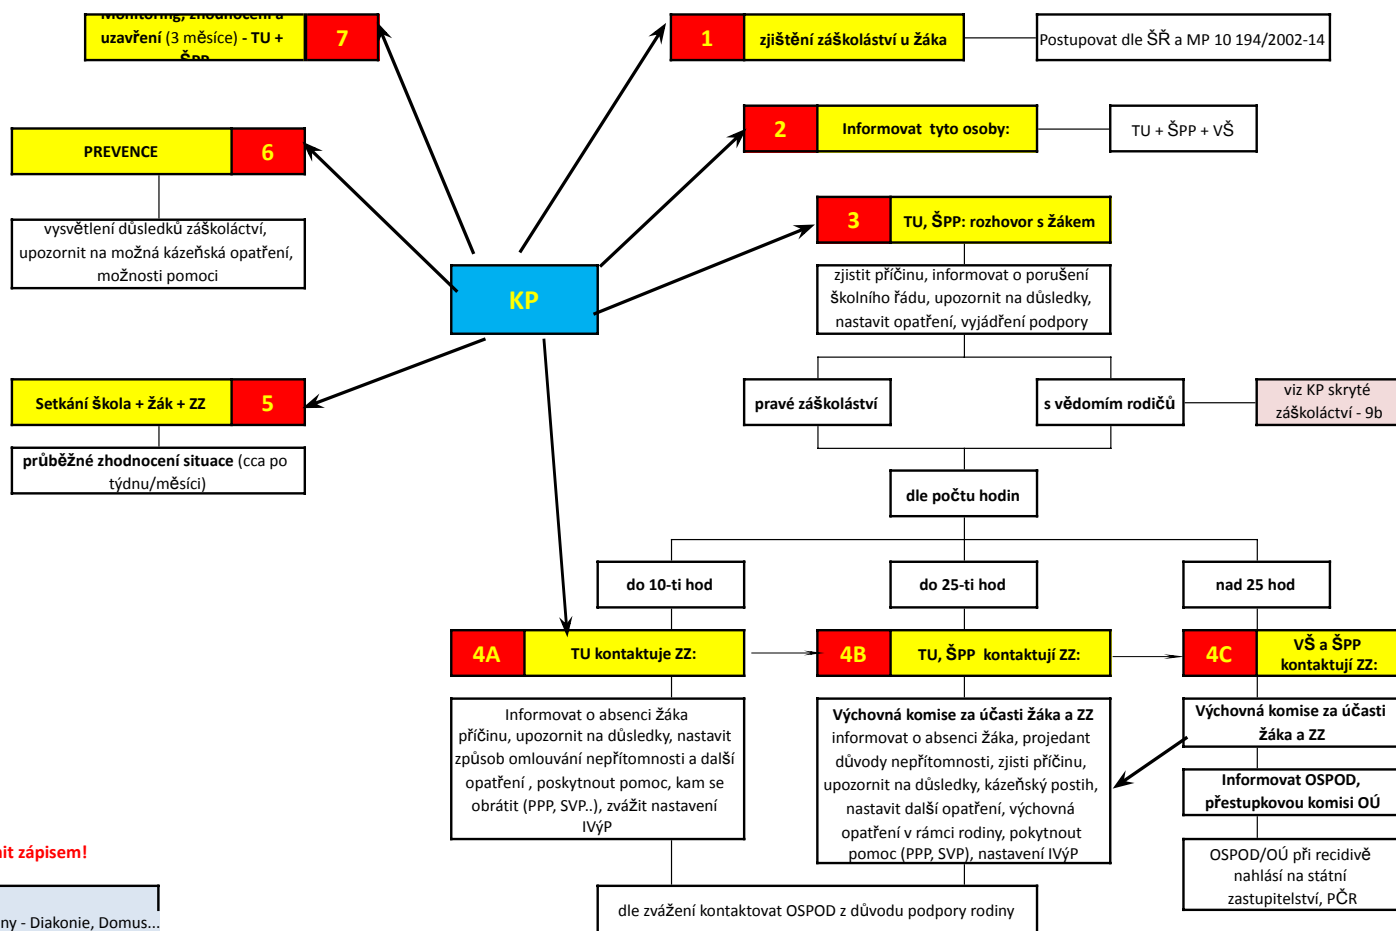 Monitoring, zhodnocení a
uzavření (3 měsíce) - TU +
ŠPP
7
1
zjištění záškoláství u žáka
Postupovat dle ŠŘ a MP 10 194/2002-14
2
Informovat  tyto osoby:
TU + ŠPP + VŠ
PREVENCE
6
vysvětlení důsledků záškoláctví,
upozornit na možná kázeňská opatření,
možnosti pomoci
3
TU, ŠPP: rozhovor s žákem
zjistit příčinu, informovat o porušení
školního řádu, upozornit na důsledky,
nastavit opatření, vyjádření podpory
KP
Setkání škola + žák + ZZ
5
průběžné zhodnocení situace (cca po
týdnu/měsíci)
pravé záškoláství
s vědomím rodičů
viz KP skryté
záškoláctví - 9b
dle počtu hodin
do 10-ti hod
do 25-ti hod
nad 25 hod
4A
TU kontaktuje ZZ:
4B
TU, ŠPP  kontaktují ZZ:
4C
VŠ a ŠPP
kontaktují ZZ:
Informovat o absenci žáka
příčinu, upozornit na důsledky, nastavit
způsob omlouvání nepřítomnosti a další
opatření , poskytnout pomoc, kam se
obrátit (PPP, SVP..), zvážit nastavení
IVýP
Výchovná komise za účasti žáka a ZZ
informovat o absenci žáka, projedant
důvody nepřítomnosti, zjisti příčinu,
upozornit na důsledky, kázeňský postih,
nastavit další opatření, výchovná
opatření v rámci rodiny, pokytnout
pomoc (PPP, SVP), nastavení IVýP
Výchovná komise za účasti
žáka a ZZ
Informovat OSPOD,
přestupkovou komisi OÚ
OSPOD/OÚ při recidivě
nahlásí na státní
zastupitelství, PČR
dle zvážení kontaktovat OSPOD z důvodu podpory rodiny
it zápisem!
ny - Diakonie, Domus...